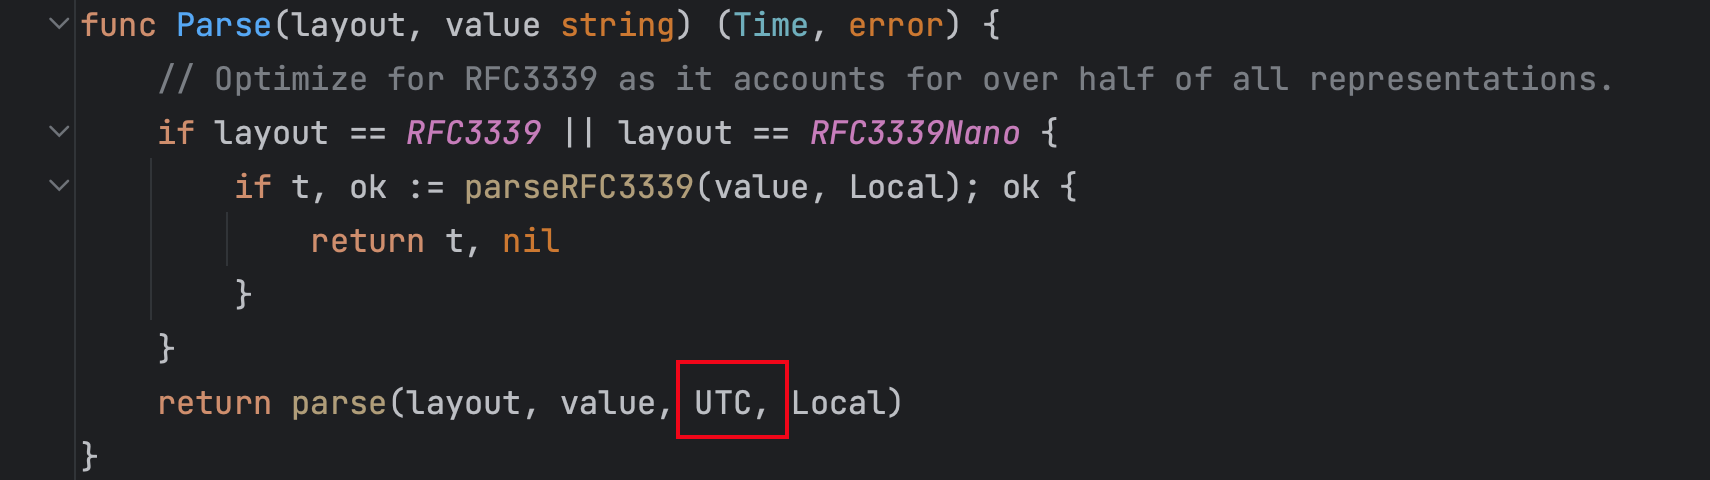 func Parse(layout, value string) (Time, error) {
// Optimize for RFC3339 as it accounts for over half of all representations.
if layout == RFC3339 || layout == RFC3339Nano {
if t, ok := parseRFC3339(value, Local); ok {
return t, nil
}
}
return parse(layout, value, UTC, Local)
}